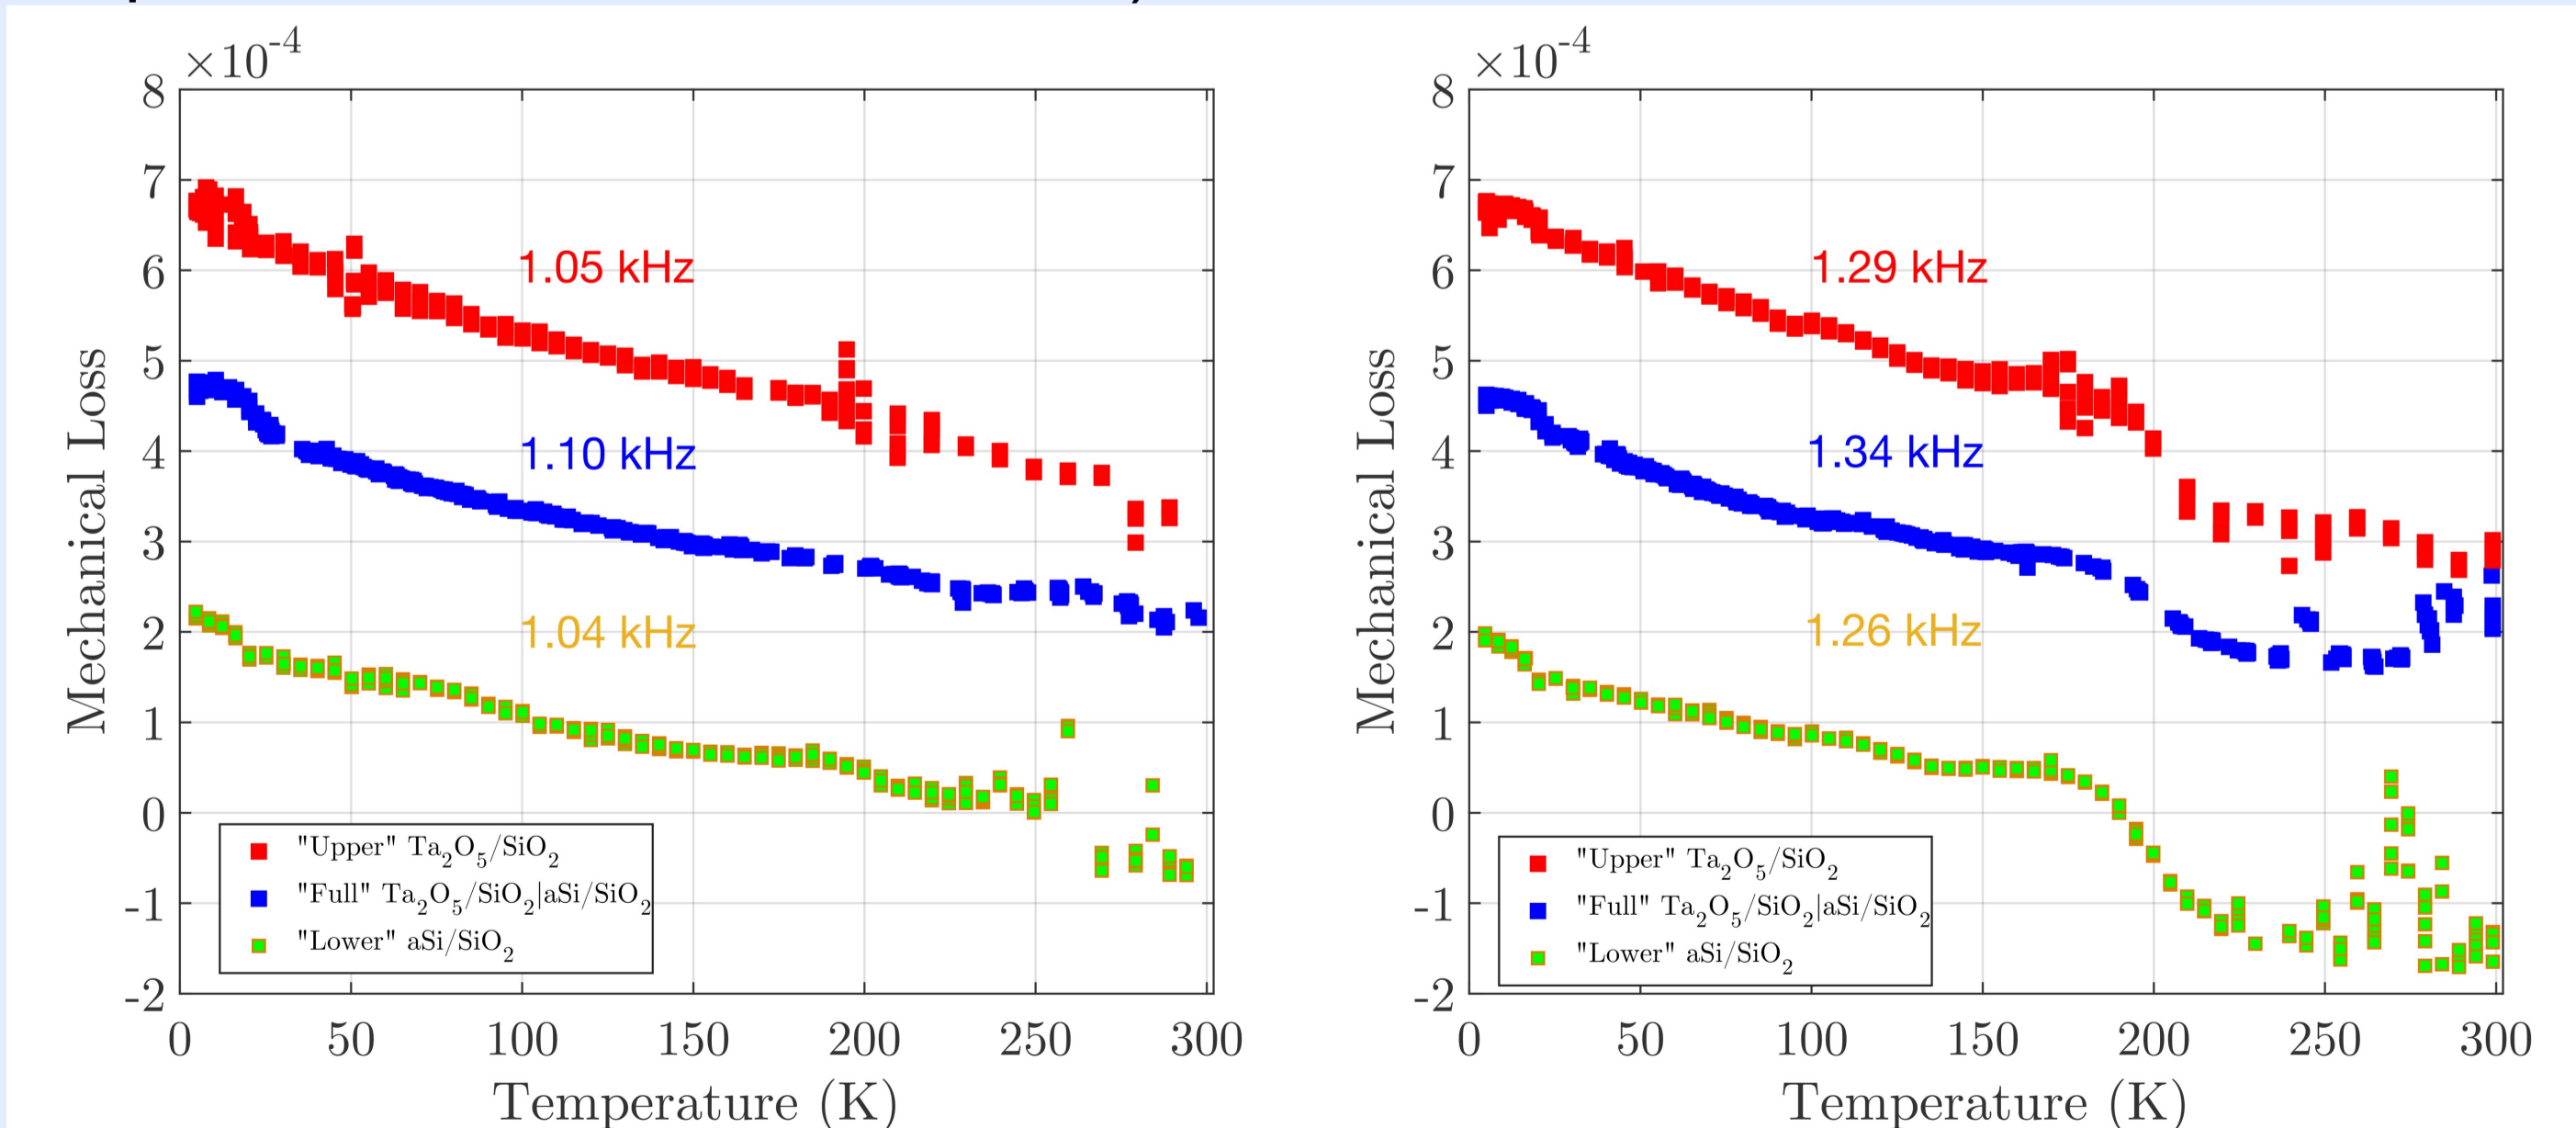 ×10-4
8
7
6
5
4
3
2
1
0
-1
-2
Mechanical Loss
1.05 kHz
1.10 kHz
1.04 kHz
"Upper" Ta2O5/SiO2
"Full" Ta2O5/SiO2|aSi/SiO2
"Lower" aSi/SiO2
0 50 100 150 200 250 300
Temperature (K)
×10-4
8
7
6
5
4
3
2
1
0
-1
-2
Mechanical Loss
1.29 kHz
1.34 kHz
1.26 kHz
"Upper" Ta2O5/SiO2
"Full" Ta2O5/SiO2|aSi/SiO2
"Lower" aSi/SiO2
0 50 100 150 200 250 300
Temperature (K)